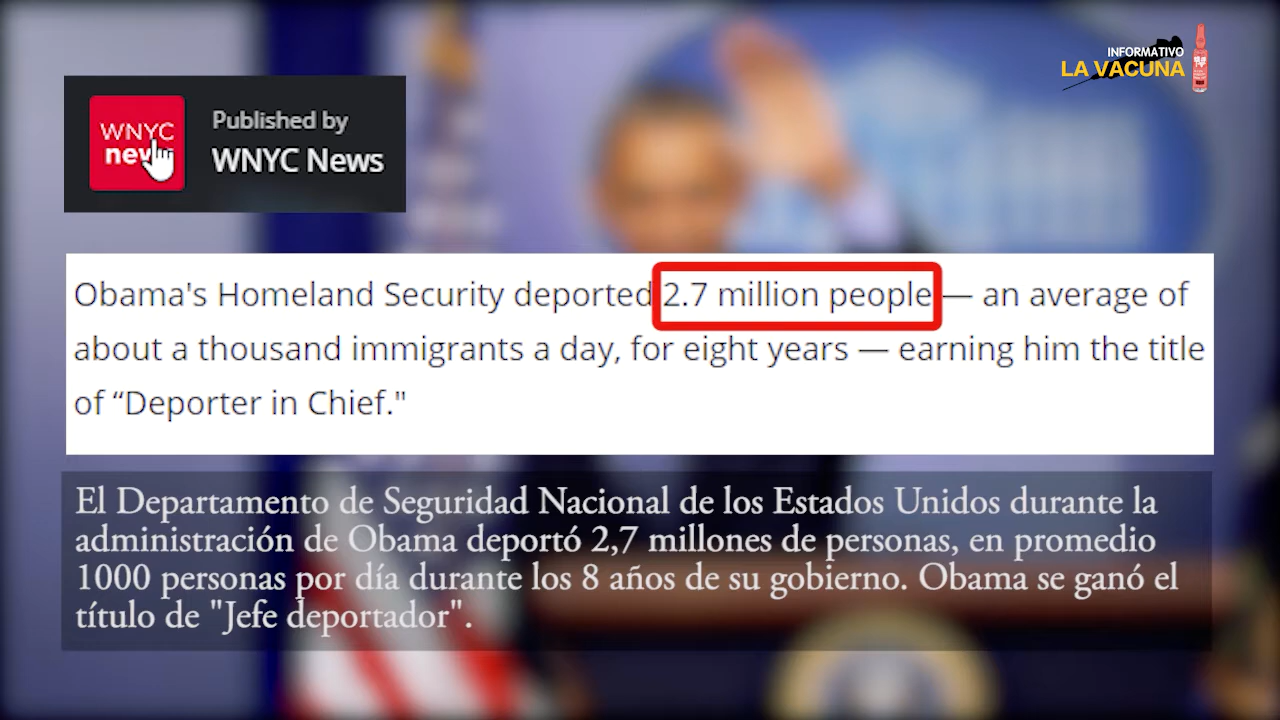 INFORMATIVO
LA VACUNA
WNYC
news
Published by
WNYC News
Obama's Homeland Security deported 2.7 million people — an average of
about a thousand immigrants a day, for eight years — earning him the title
of “Deporter in Chief."
El Departamento de Seguridad Nacional de los Estados Unidos durante la
administración de Obama deportó 2,7 millones de personas, en promedio
1000 personas por día durante los 8 años de su gobierno. Obama se ganó el
título de "Jefe deportador".